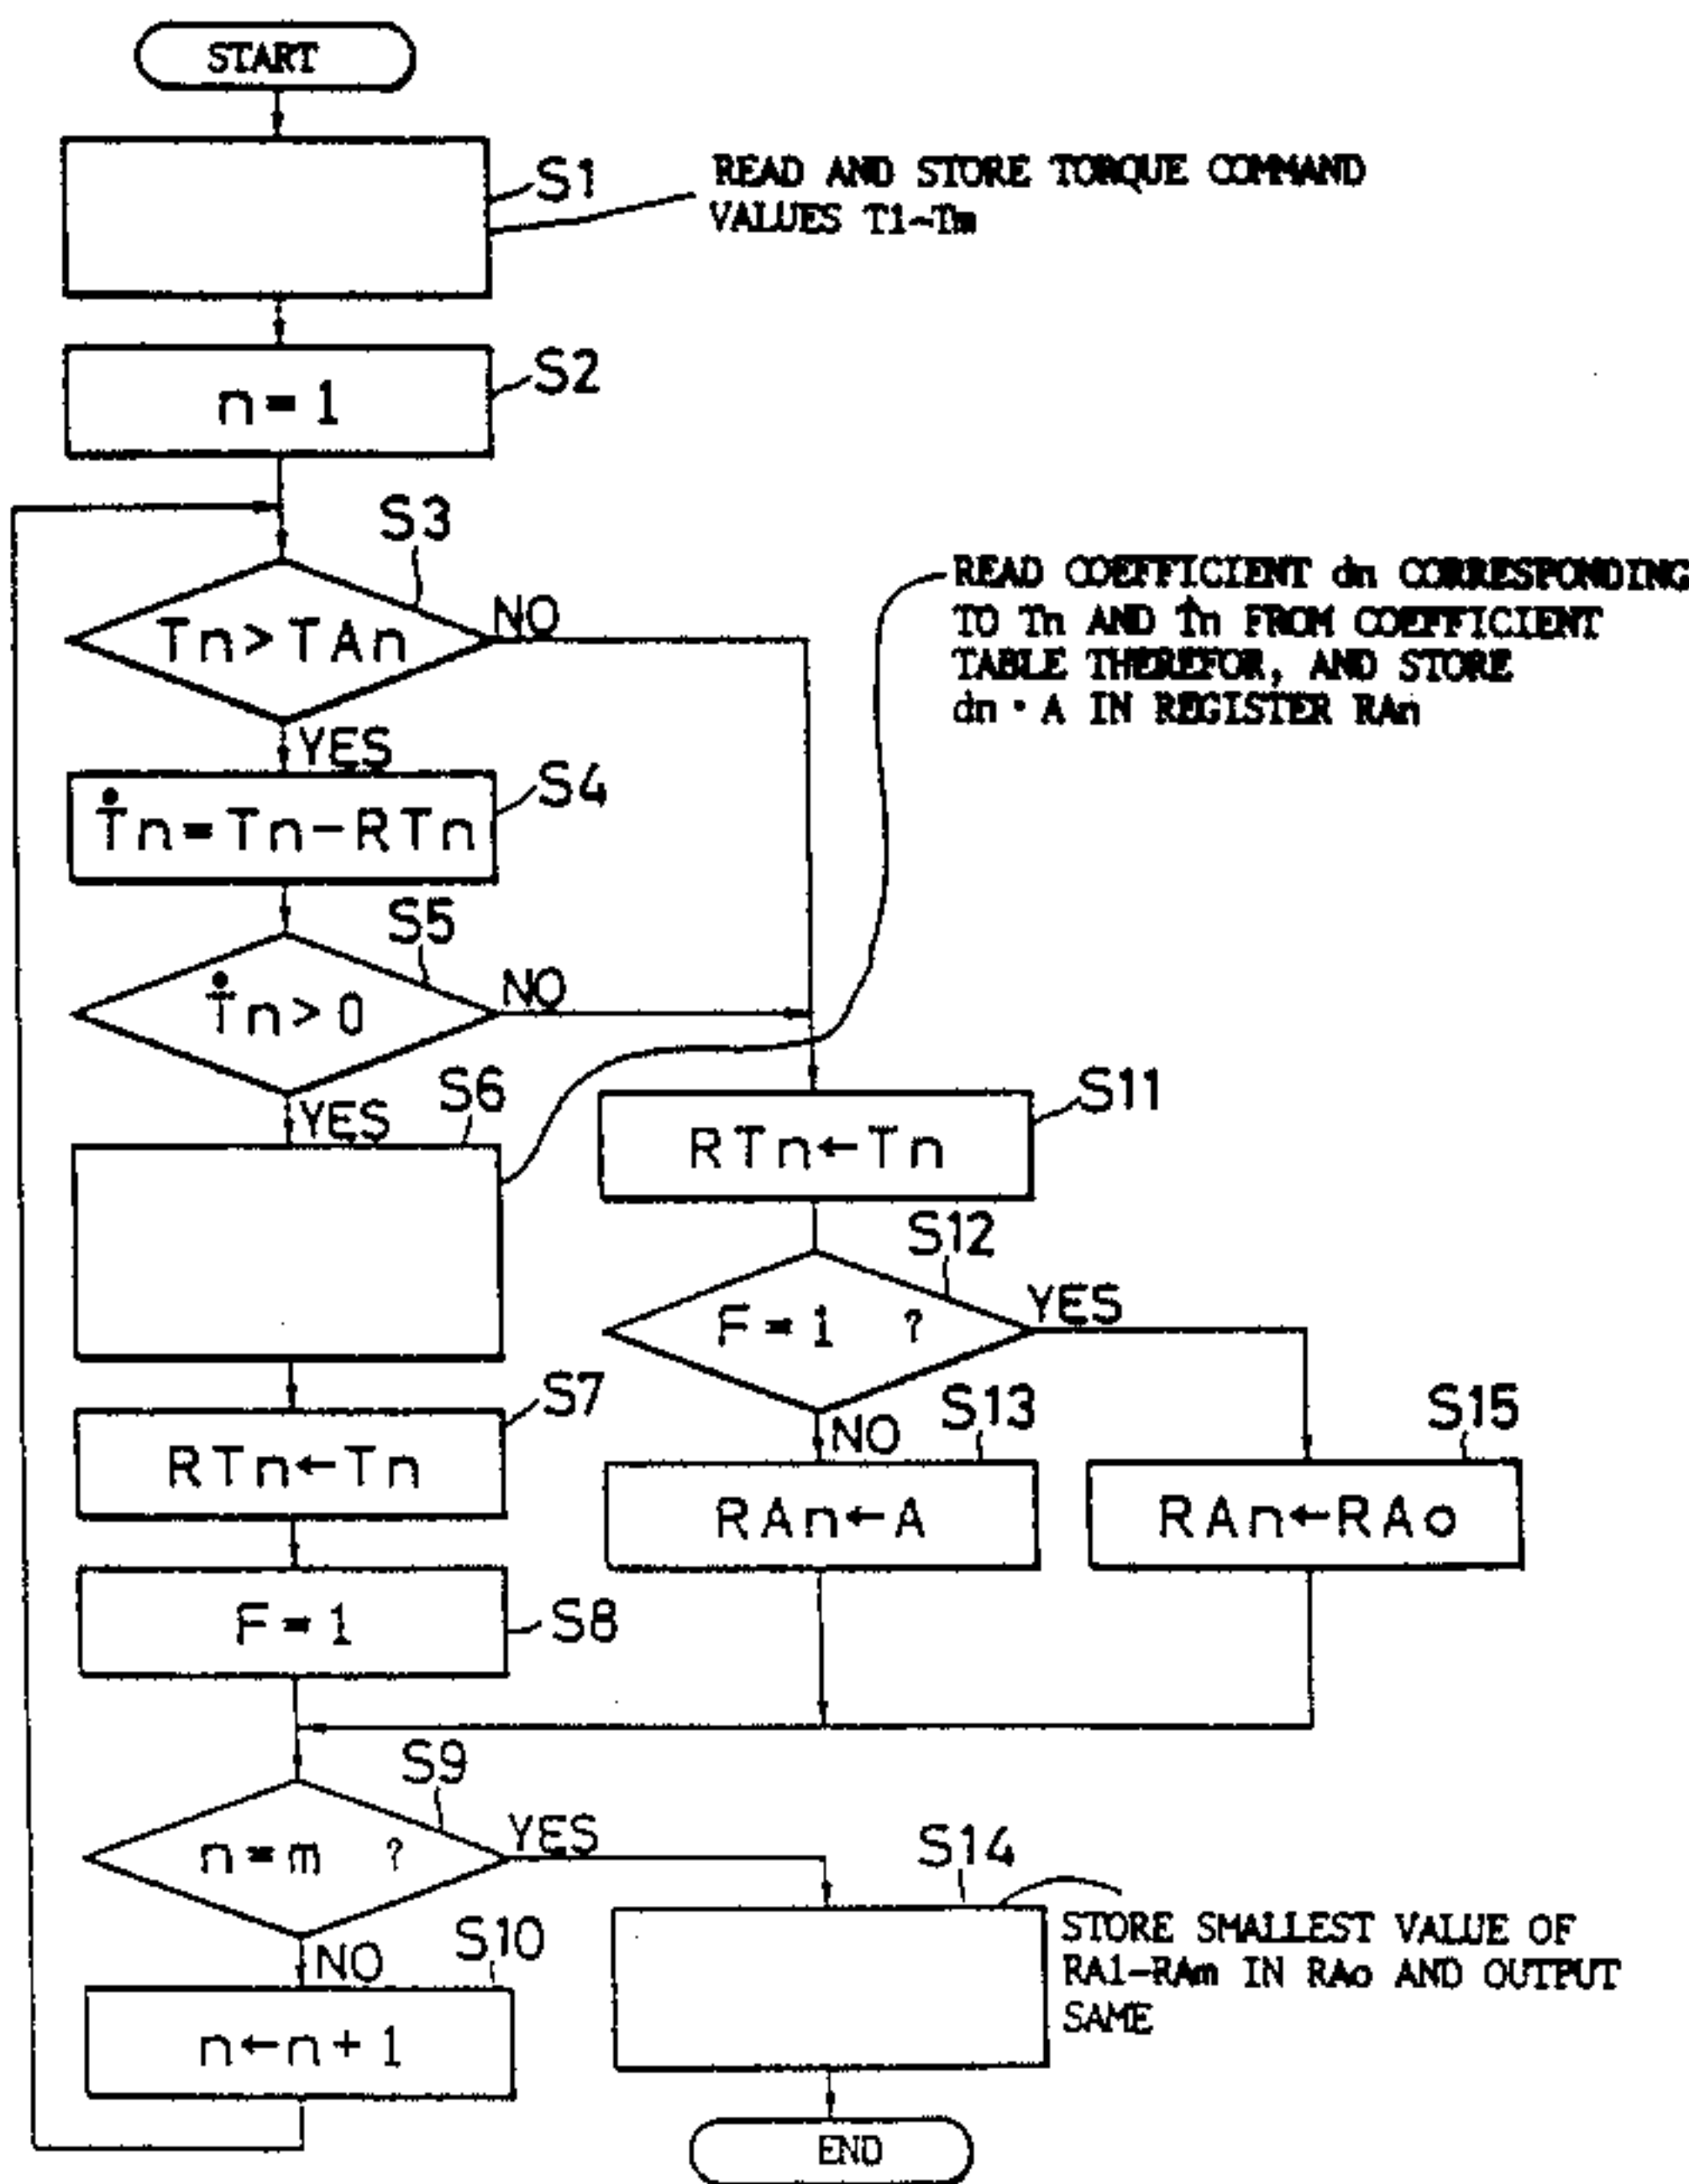 START
S1
READ AND STORE TORQUE COMMAND
VALUES T1-Tm
S2
n=1
S3
Tn>TAn
NO
YES
READ COEFFICIENT dn CORRESPONDING
TO Tn AND Ṫn FROM COEFFICIENT
TABLE THEREFOR, AND STORE
dn·A IN REGISTER RAn
S4
Ṫn=Tn-RTn
S5
Ṫn>0
NO
YES
S6
S11
RTn←Tn
S12
F=1 ?
YES
NO
S7
RTn←Tn
S13
RAn←A
S15
RAn←RAo
S8
F=1
S9
n=m ?
YES
NO
S14
STORE SMALLEST VALUE OF
RA1-RAm IN RAo AND OUTPUT
SAME
S10
n←n+1
END